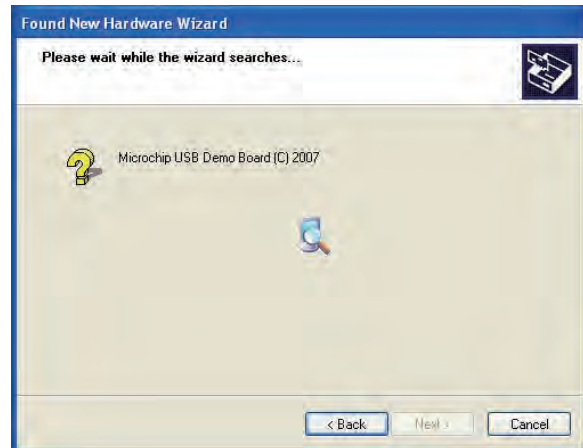 Found New Hardware Wizard
Please wait while the wizard searches...
Microchip USB Demo Board (C) 2007
< Back
Next >
Cancel